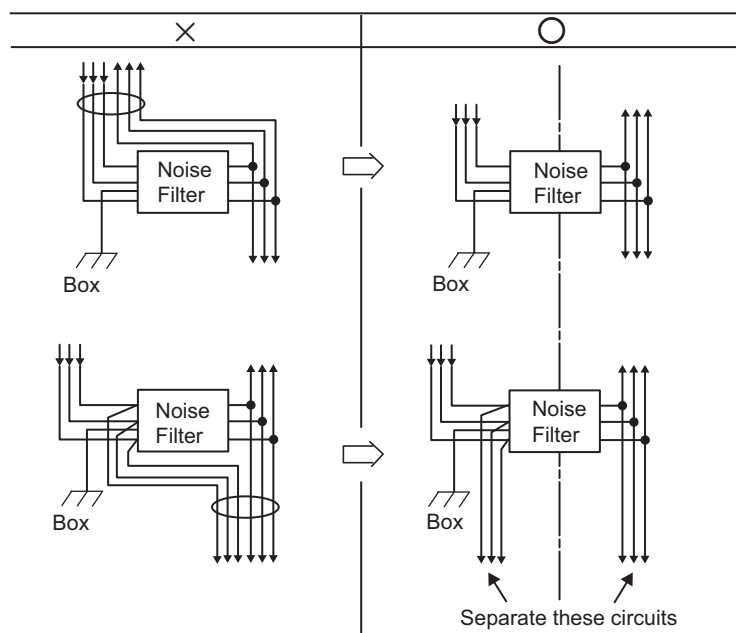 × ○
Noise
Filter
Box
Noise
Filter
Box
Noise
Filter
Box
Noise
Filter
Box
Separate these circuits